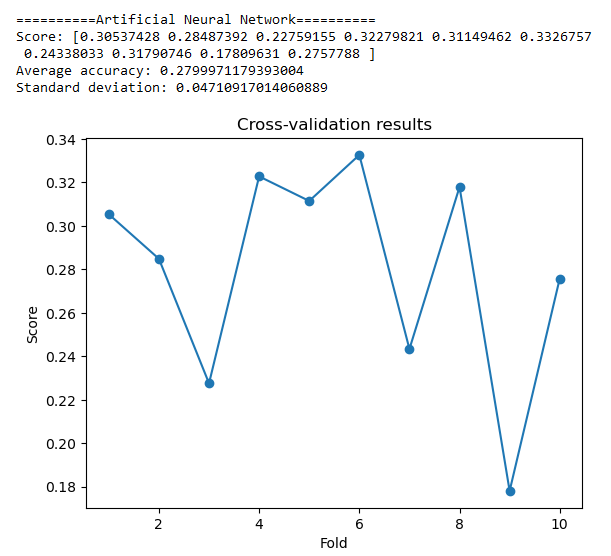 ==========Artificial Neural Network==========
Score: [0.30537428 0.28487392 0.22759155 0.32279821 0.31149462 0.3326757
0.24338033 0.31790746 0.17809631 0.2757788 ]
Average accuracy: 0.2799971179393004
Standard deviation: 0.04710917014060889
Cross-validation results
0.34
0.32
0.30
0.28
0.26
0.24
0.22
0.20
0.18
Score
2 4 6 8 10
Fold